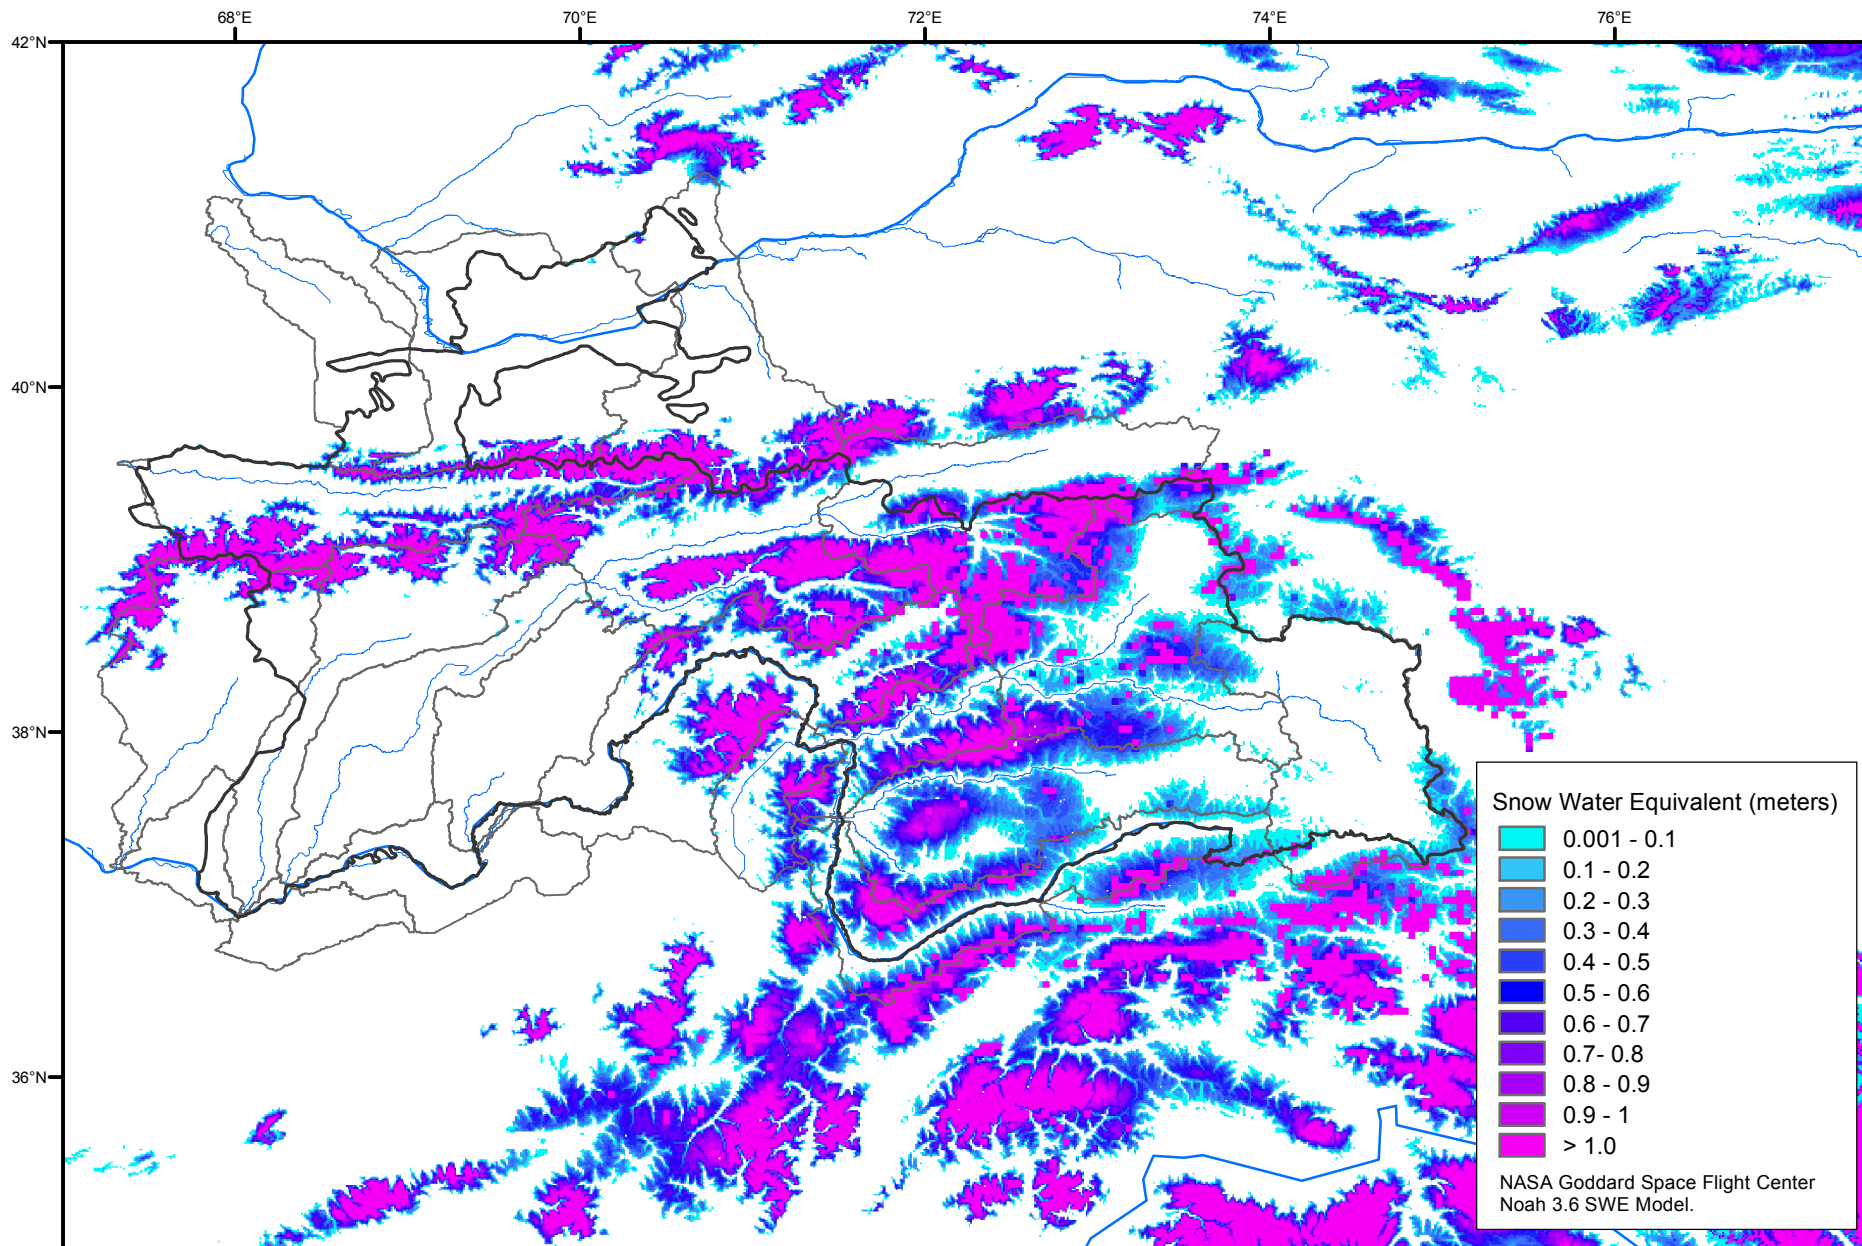 68°E 70°E 72°E 74°E 76°E
42°N
40°N
38°N
36°N
Snow Water Equivalent (meters)
0.001 - 0.1
0.1 - 0.2
0.2 - 0.3
0.3 - 0.4
0.4 - 0.5
0.5 - 0.6
0.6 - 0.7
0.7- 0.8
0.8 - 0.9
0.9 - 1
> 1.0
NASA Goddard Space Flight Center
Noah 3.6 SWE Model.